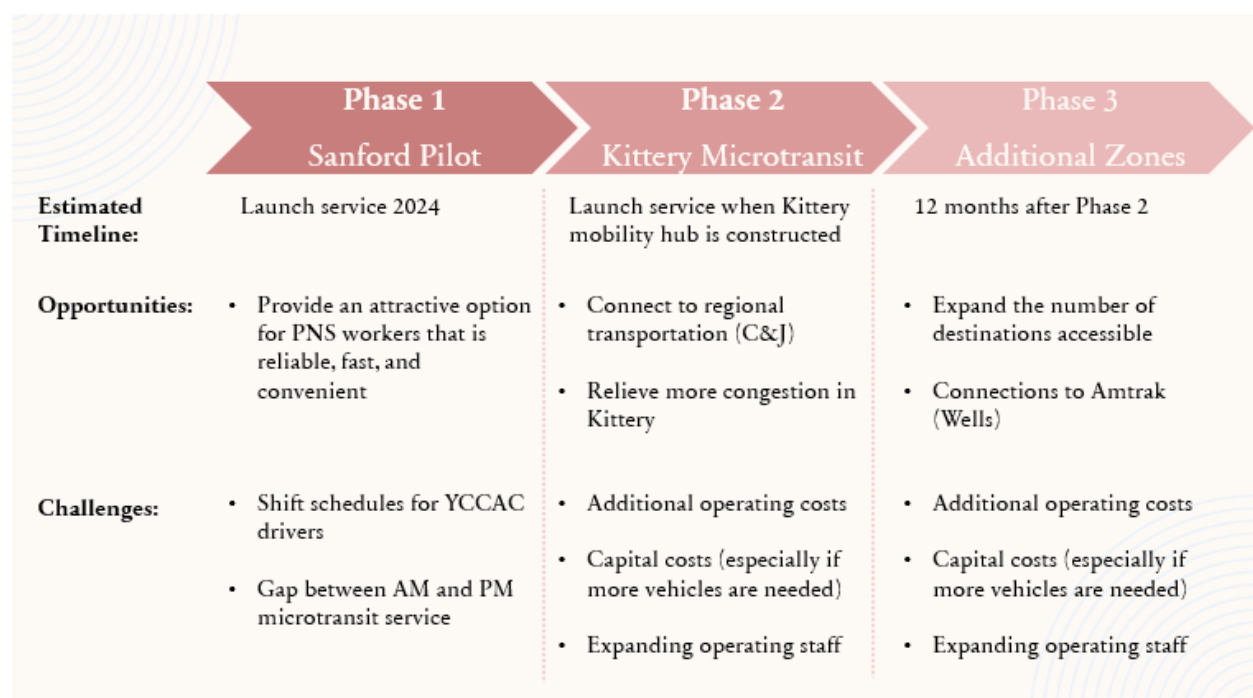 Phase 1
Sanford Pilot
Phase 2
Kittery Microtransit
Phase 3
Additional Zones
Estimated
Timeline:
Launch service 2024
Launch service when Kittery
mobility hub is constructed
12 months after Phase 2
Opportunities:
• Provide an attractive option
for PNS workers that is
reliable, fast, and
convenient
• Connect to regional
transportation (C&J)
• Relieve more congestion in
Kittery
• Expand the number of
destinations accessible
• Connections to Amtrak
(Wells)
Challenges:
• Shift schedules for YCCAC
drivers
• Gap between AM and PM
microtransit service
• Additional operating costs
• Capital costs (especially if
more vehicles are needed)
• Expanding operating staff
• Additional operating costs
• Capital costs (especially if
more vehicles are needed)
• Expanding operating staff